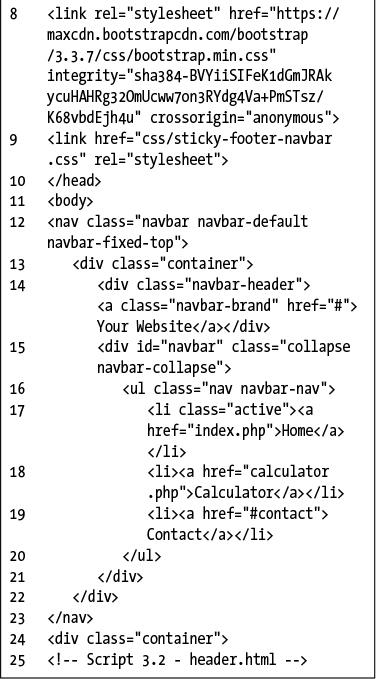 8 <link rel="stylesheet" href="https://
maxcdn.bootstrapcdn.com/bootstrap
/3.3.7/css/bootstrap.min.css"
integrity="sha384-BVYiiSIFeK1dGmJRAk
ycuHAHRg32OmUcww7on3RYdg4Va+PmSTsz/
K68vbdEjh4u" crossorigin="anonymous">
9 <link href="css/sticky-footer-navbar
.css" rel="stylesheet">
10 </head>
11 <body>
12 <nav class="navbar navbar-default
navbar-fixed-top">
13 <div class="container">
14 <div class="navbar-header">
<a class="navbar-brand" href="#">
Your Website</a></div>
15 <div id="navbar" class="collapse
navbar-collapse">
16 <ul class="nav navbar-nav">
17 <li class="active"><a
href="index.php">Home</a>
</li>
18 <li><a href="calculator
.php">Calculator</a></li>
19 <li><a href="#contact">
Contact</a></li>
20 </ul>
21 </div>
22 </div>
23 </nav>
24 <div class="container">
25 <!-- Script 3.2 - header.html -->